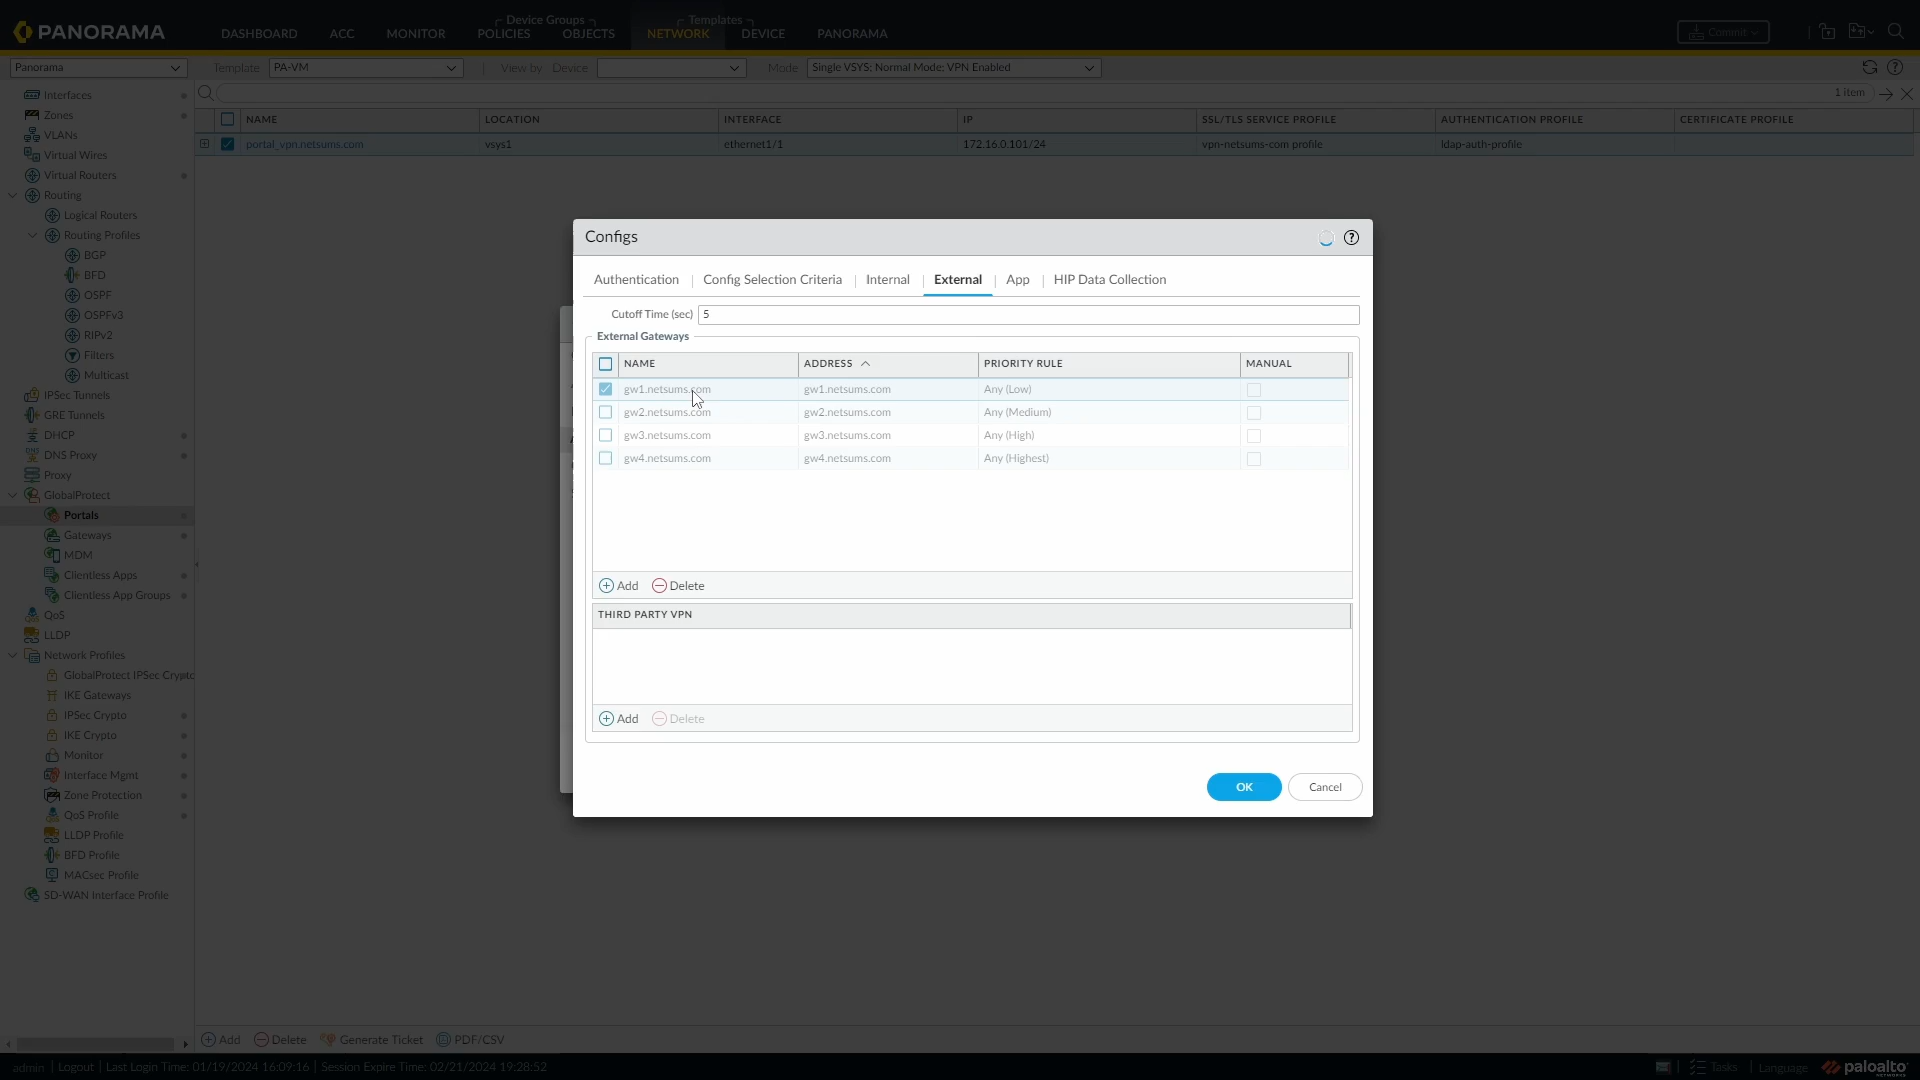 PANORAMA
DASHBOARD ACC MONITOR Device Groups POLICIES OBJECTS Templates NETWORK DEVICE PANORAMA Commit
Panorama Template PA-VM View by Device Mode Single VSYS; Normal Mode; VPN Enabled
1 item
NAME LOCATION INTERFACE IP SSL/TLS SERVICE PROFILE AUTHENTICATION PROFILE CERTIFICATE PROFILE
portal_vpn.netsums.com vsys1 ethernet1/1 172.16.0.101/24 vpn-netsums-com profile ldap-auth-profile
Interfaces
Zones
VLANs
Virtual Wires
Virtual Routers
Routing
Logical Routers
Routing Profiles
BGP
BFD
OSPF
OSPFv3
RIPv2
Filters
Multicast
IPSec Tunnels
GRE Tunnels
DHCP
DNS Proxy
Proxy
GlobalProtect
Portals
Gateways
MDM
Clientless Apps
Clientless App Groups
QoS
LLDP
Network Profiles
GlobalProtect IPSec Crypto
IKE Gateways
IPSec Crypto
IKE Crypto
Monitor
Interface Mgmt
Zone Protection
QoS Profile
LLDP Profile
BFD Profile
MACsec Profile
SD-WAN Interface Profile
Configs
Authentication Config Selection Criteria Internal External App HIP Data Collection
Cutoff Time (sec) 5
External Gateways
NAME ADDRESS PRIORITY RULE MANUAL
gw1.netsums.com gw1.netsums.com Any (Low)
gw2.netsums.com gw2.netsums.com Any (Medium)
gw3.netsums.com gw3.netsums.com Any (High)
gw4.netsums.com gw4.netsums.com Any (Highest)
Add Delete
THIRD PARTY VPN
Add Delete
OK Cancel
Add Delete Generate Ticket PDF/CSV
admin | Logout | Last Login Time: 01/19/2024 16:09:16 | Session Expire Time: 02/21/2024 19:28:52
Tasks | Language paloalto NETWORKS